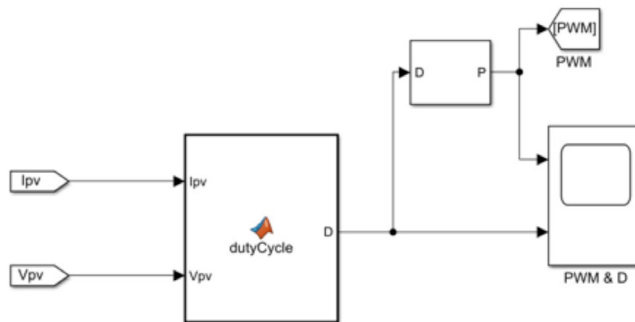 [PWM]
PWM
D P
Ipv
Ipv
D
dutyCycle
Vpv
Vpv
PWM & D